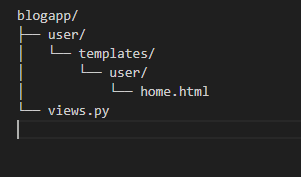 blogapp/
├── user/
│   └── templates/
│       └── user/
│           └── home.html
└── views.py